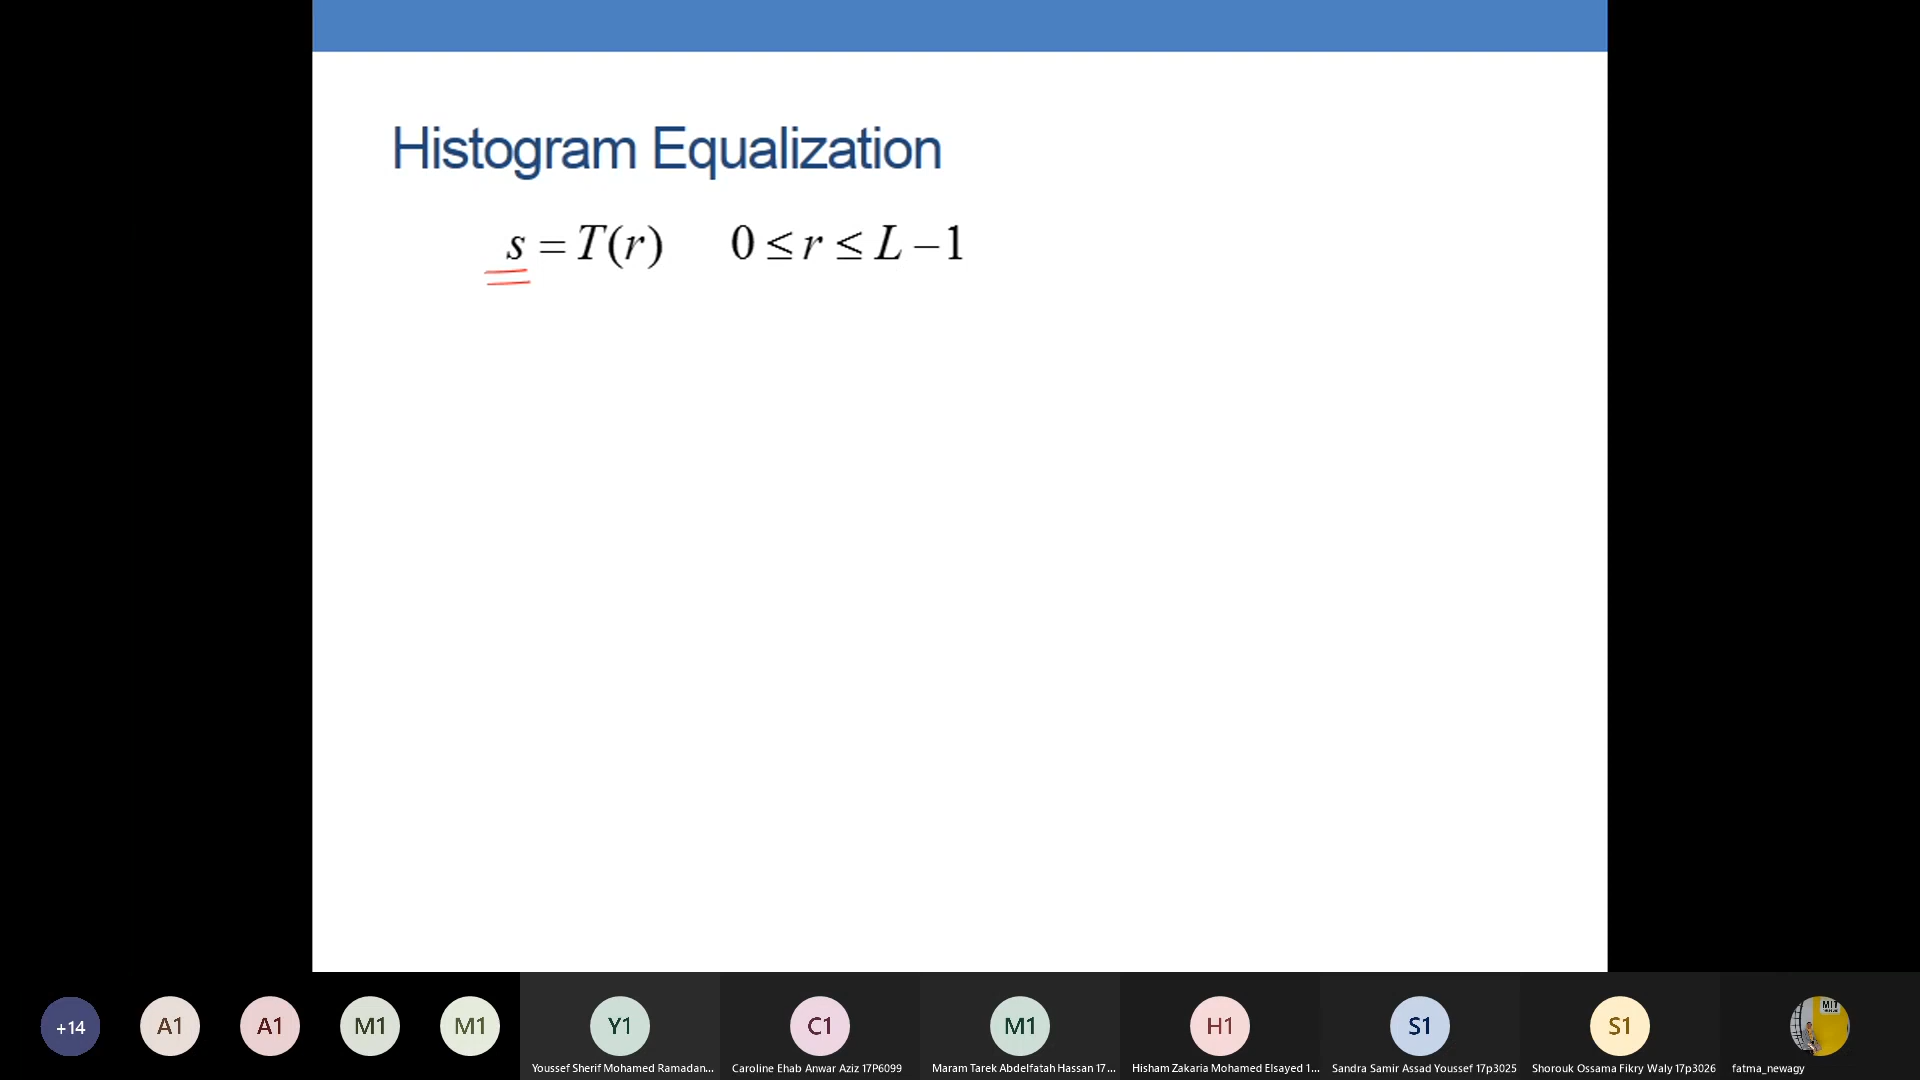 Histogram Equalization
s = T(r) 0 ≤ r ≤ L − 1
+14 A1 A1 M1 M1 Y1 C1 M1 H1 S1 S1 MIT
Youssef Sherif Mohamed Ramadan... Caroline Ehab Anwar Aziz 17P6099 Maram Tarek Abdelfatah Hassan 17... Hisham Zakaria Mohamed Elsayed 1... Sandra Samir Assad Youssef 17p3025 Shorouk Ossama Fikry Waly 17p3026 fatma_newagy